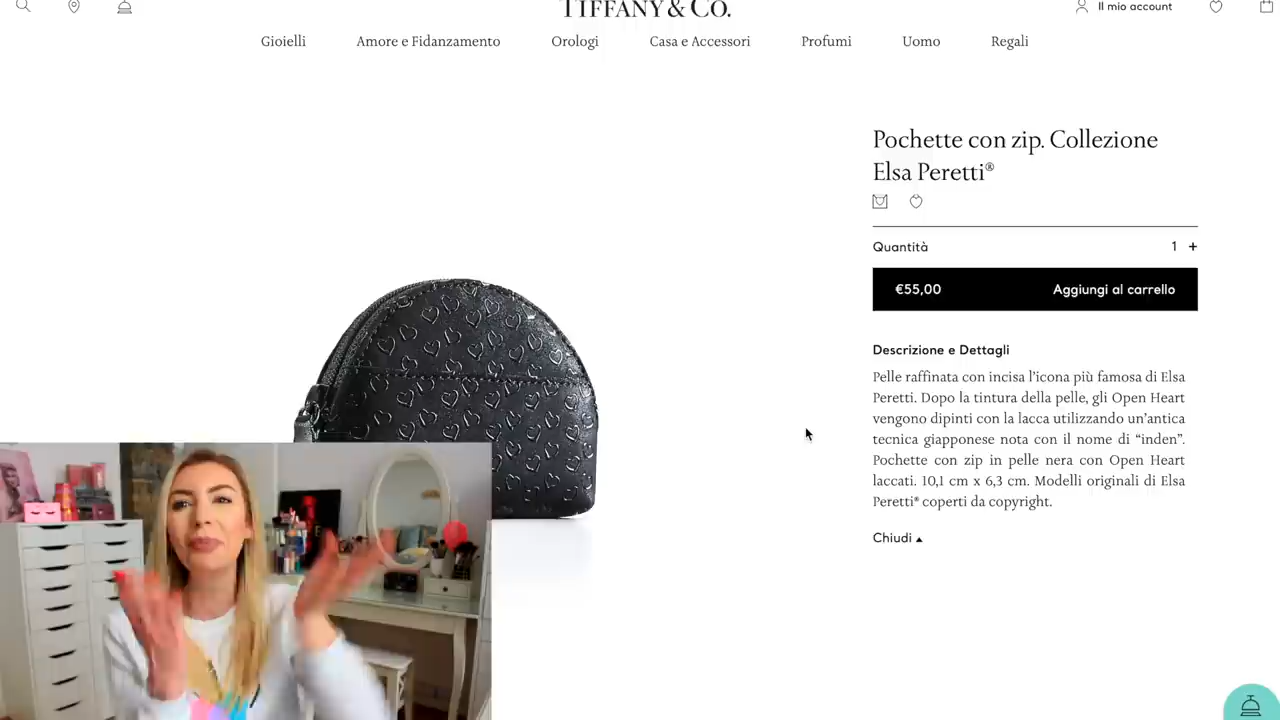 TIFFANY & CO.
Il mio account
Gioielli
Amore e Fidanzamento
Orologi
Casa e Accessori
Profumi
Uomo
Regali
Pochette con zip. Collezione
Elsa Peretti®
Quantità
1 +
€55,00
Aggiungi al carrello
Descrizione e Dettagli
Pelle raffinata con incisa l'icona più famosa di Elsa
Peretti. Dopo la tintura della pelle, gli Open Heart
vengono dipinti con la lacca utilizzando un'antica
tecnica giapponese nota con il nome di “inden”.
Pochette con zip in pelle nera con Open Heart
laccati. 10,1 cm x 6,3 cm. Modelli originali di Elsa
Peretti® coperti da copyright.
Chiudi